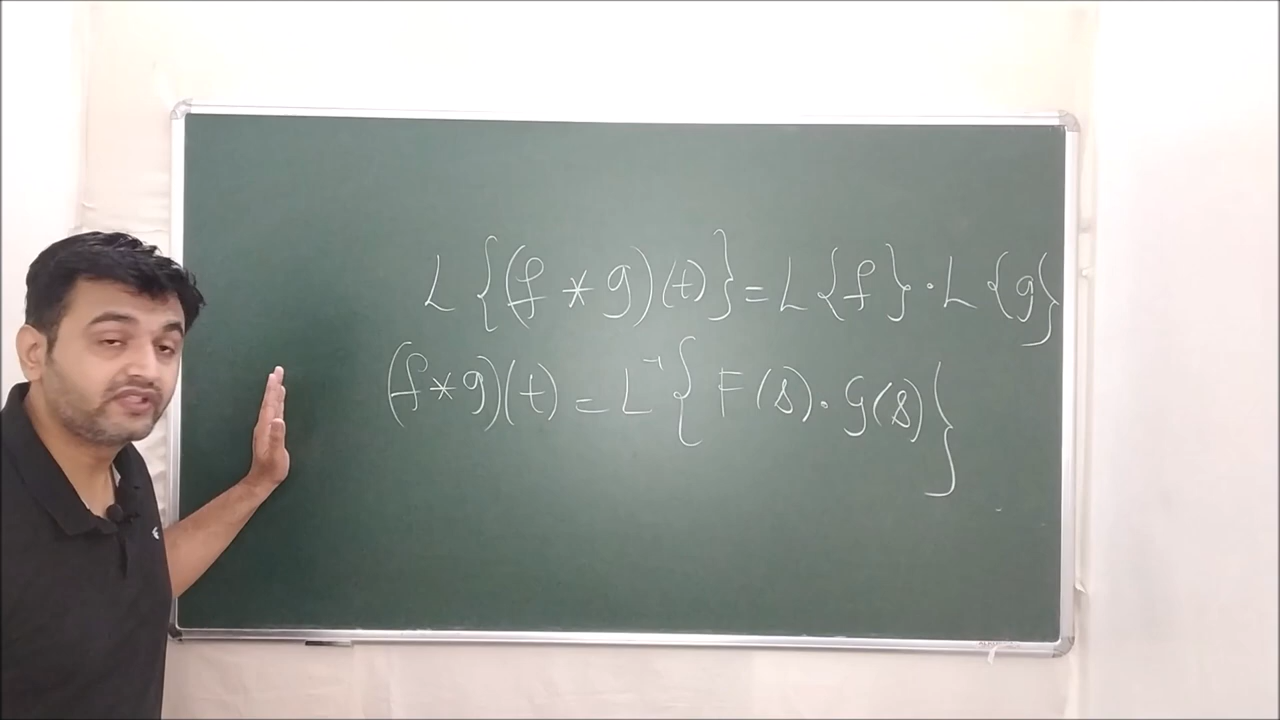 L{(f * g)(t)} = L{f} · L{g}
(f * g)(t) = L⁻¹{F(s) · G(s)}